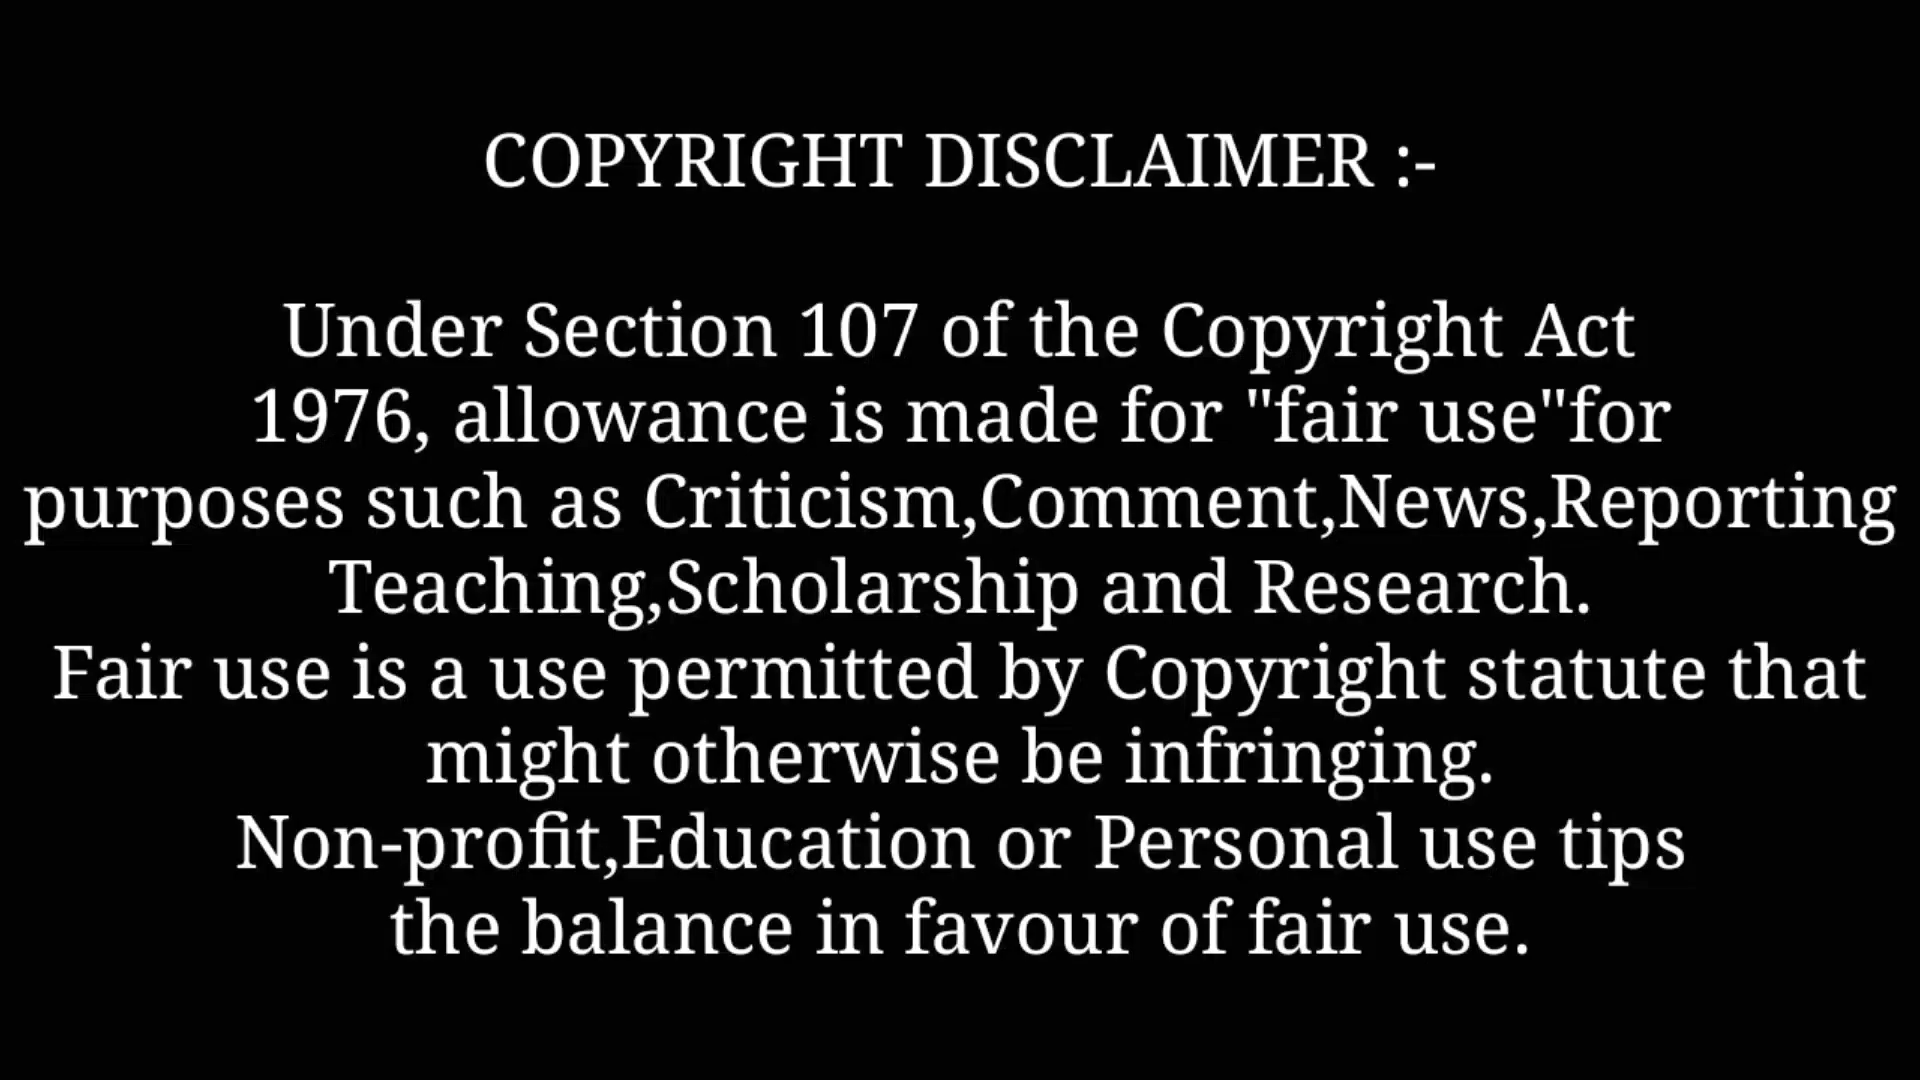 COPYRIGHT DISCLAIMER :-
Under Section 107 of the Copyright Act
1976, allowance is made for "fair use"for
purposes such as Criticism,Comment,News,Reporting
Teaching,Scholarship and Research.
Fair use is a use permitted by Copyright statute that
might otherwise be infringing.
Non-profit,Education or Personal use tips
the balance in favour of fair use.